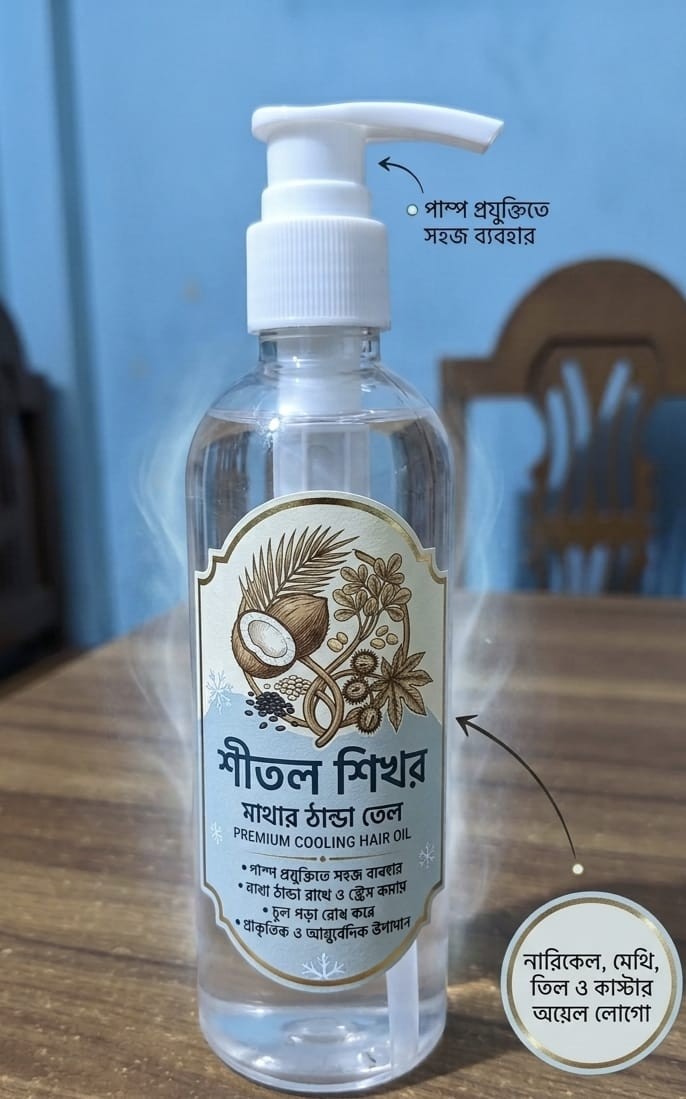 পাম্প প্রযুক্তিতে
সহজ ব্যবহার
শীতল শিখর
মাথার ঠান্ডা তেল
PREMIUM COOLING HAIR OIL
• পাম্প প্রযুক্তিতে সহজ ব্যবহার
• মাথা ঠান্ডা রাখে ও স্ট্রেস কমায়
• চুল পড়া রোধ করে
• প্রাকৃতিক ও আয়ুর্বেদিক উপাদান
নারিকেল, মেথি,
তিল ও কাস্টার
অয়েল লোগো